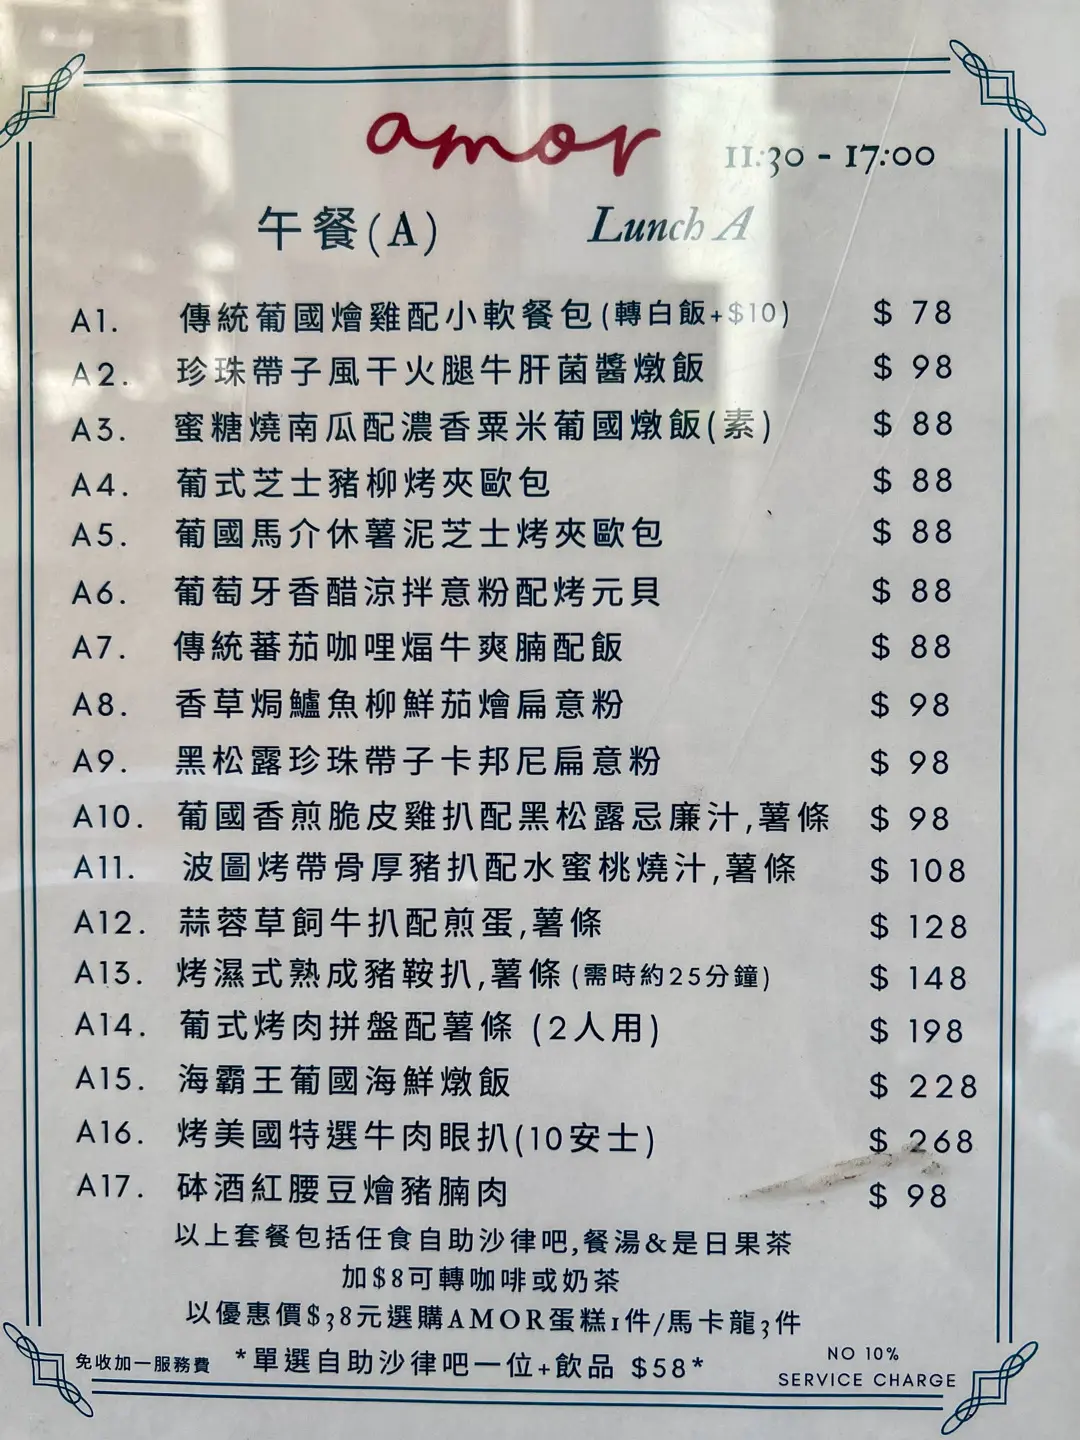 amor
11:30 - 17:00
午餐(A) Lunch A
A1. 傳統葡國燴雞配小軟餐包(轉白飯+$10) $ 78
A2. 珍珠帶子風干火腿牛肝菌醬燉飯 $ 98
A3. 蜜糖燒南瓜配濃香粟米葡國燉飯(素) $ 88
A4. 葡式芝士豬柳烤夾歐包 $ 88
A5. 葡國馬介休薯泥芝士烤夾歐包 $ 88
A6. 葡萄牙香醋涼拌意粉配烤元貝 $ 88
A7. 傳統蕃茄咖哩煏牛爽腩配飯 $ 88
A8. 香草焗鱸魚柳鮮茄燴扁意粉 $ 98
A9. 黑松露珍珠帶子卡邦尼扁意粉 $ 98
A10. 葡國香煎脆皮雞扒配黑松露忌廉汁,薯條 $ 98
A11. 波圖烤帶骨厚豬扒配水蜜桃燒汁,薯條 $ 108
A12. 蒜蓉草飼牛扒配煎蛋,薯條 $ 128
A13. 烤濕式熟成豬鞍扒,薯條(需時約25分鐘) $ 148
A14. 葡式烤肉拼盤配薯條 (2人用) $ 198
A15. 海霸王葡國海鮮燉飯 $ 228
A16. 烤美國特選牛肉眼扒(10安士) $ 268
A17. 砵酒紅腰豆燴豬腩肉 $ 98
以上套餐包括任食自助沙律吧,餐湯&是日果茶
加$8可轉咖啡或奶茶
以優惠價$38元選購AMOR蛋糕1件/馬卡龍3件
免收加一服務費 *單選自助沙律吧一位+飲品 $58*
NO 10%
SERVICE CHARGE